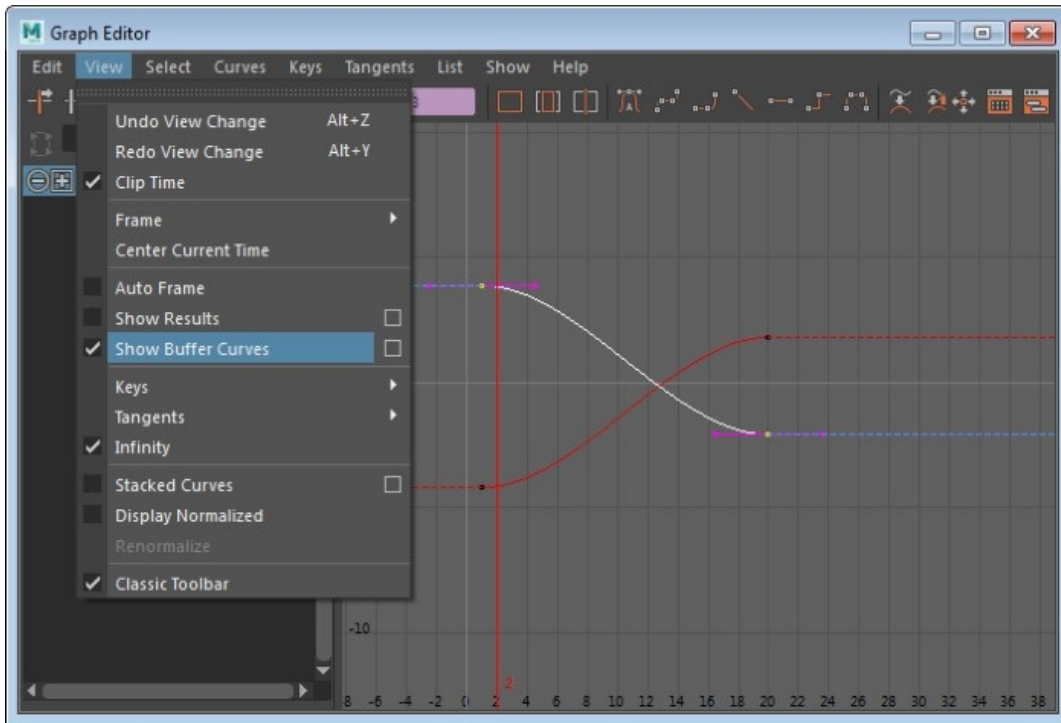 M Graph Editor
Edit View Select Curves Keys Tangents List Show Help
Undo View Change Alt+Z
Redo View Change Alt+Y
Clip Time
Frame
Center Current Time
Auto Frame
Show Results
Show Buffer Curves
Keys
Tangents
Infinity
Stacked Curves
Display Normalized
Renormalize
Classic Toolbar
-10
2
-8 -6 -4 -2 0 2 4 6 8 10 12 14 16 18 20 22 24 26 28 30 32 34 36 38